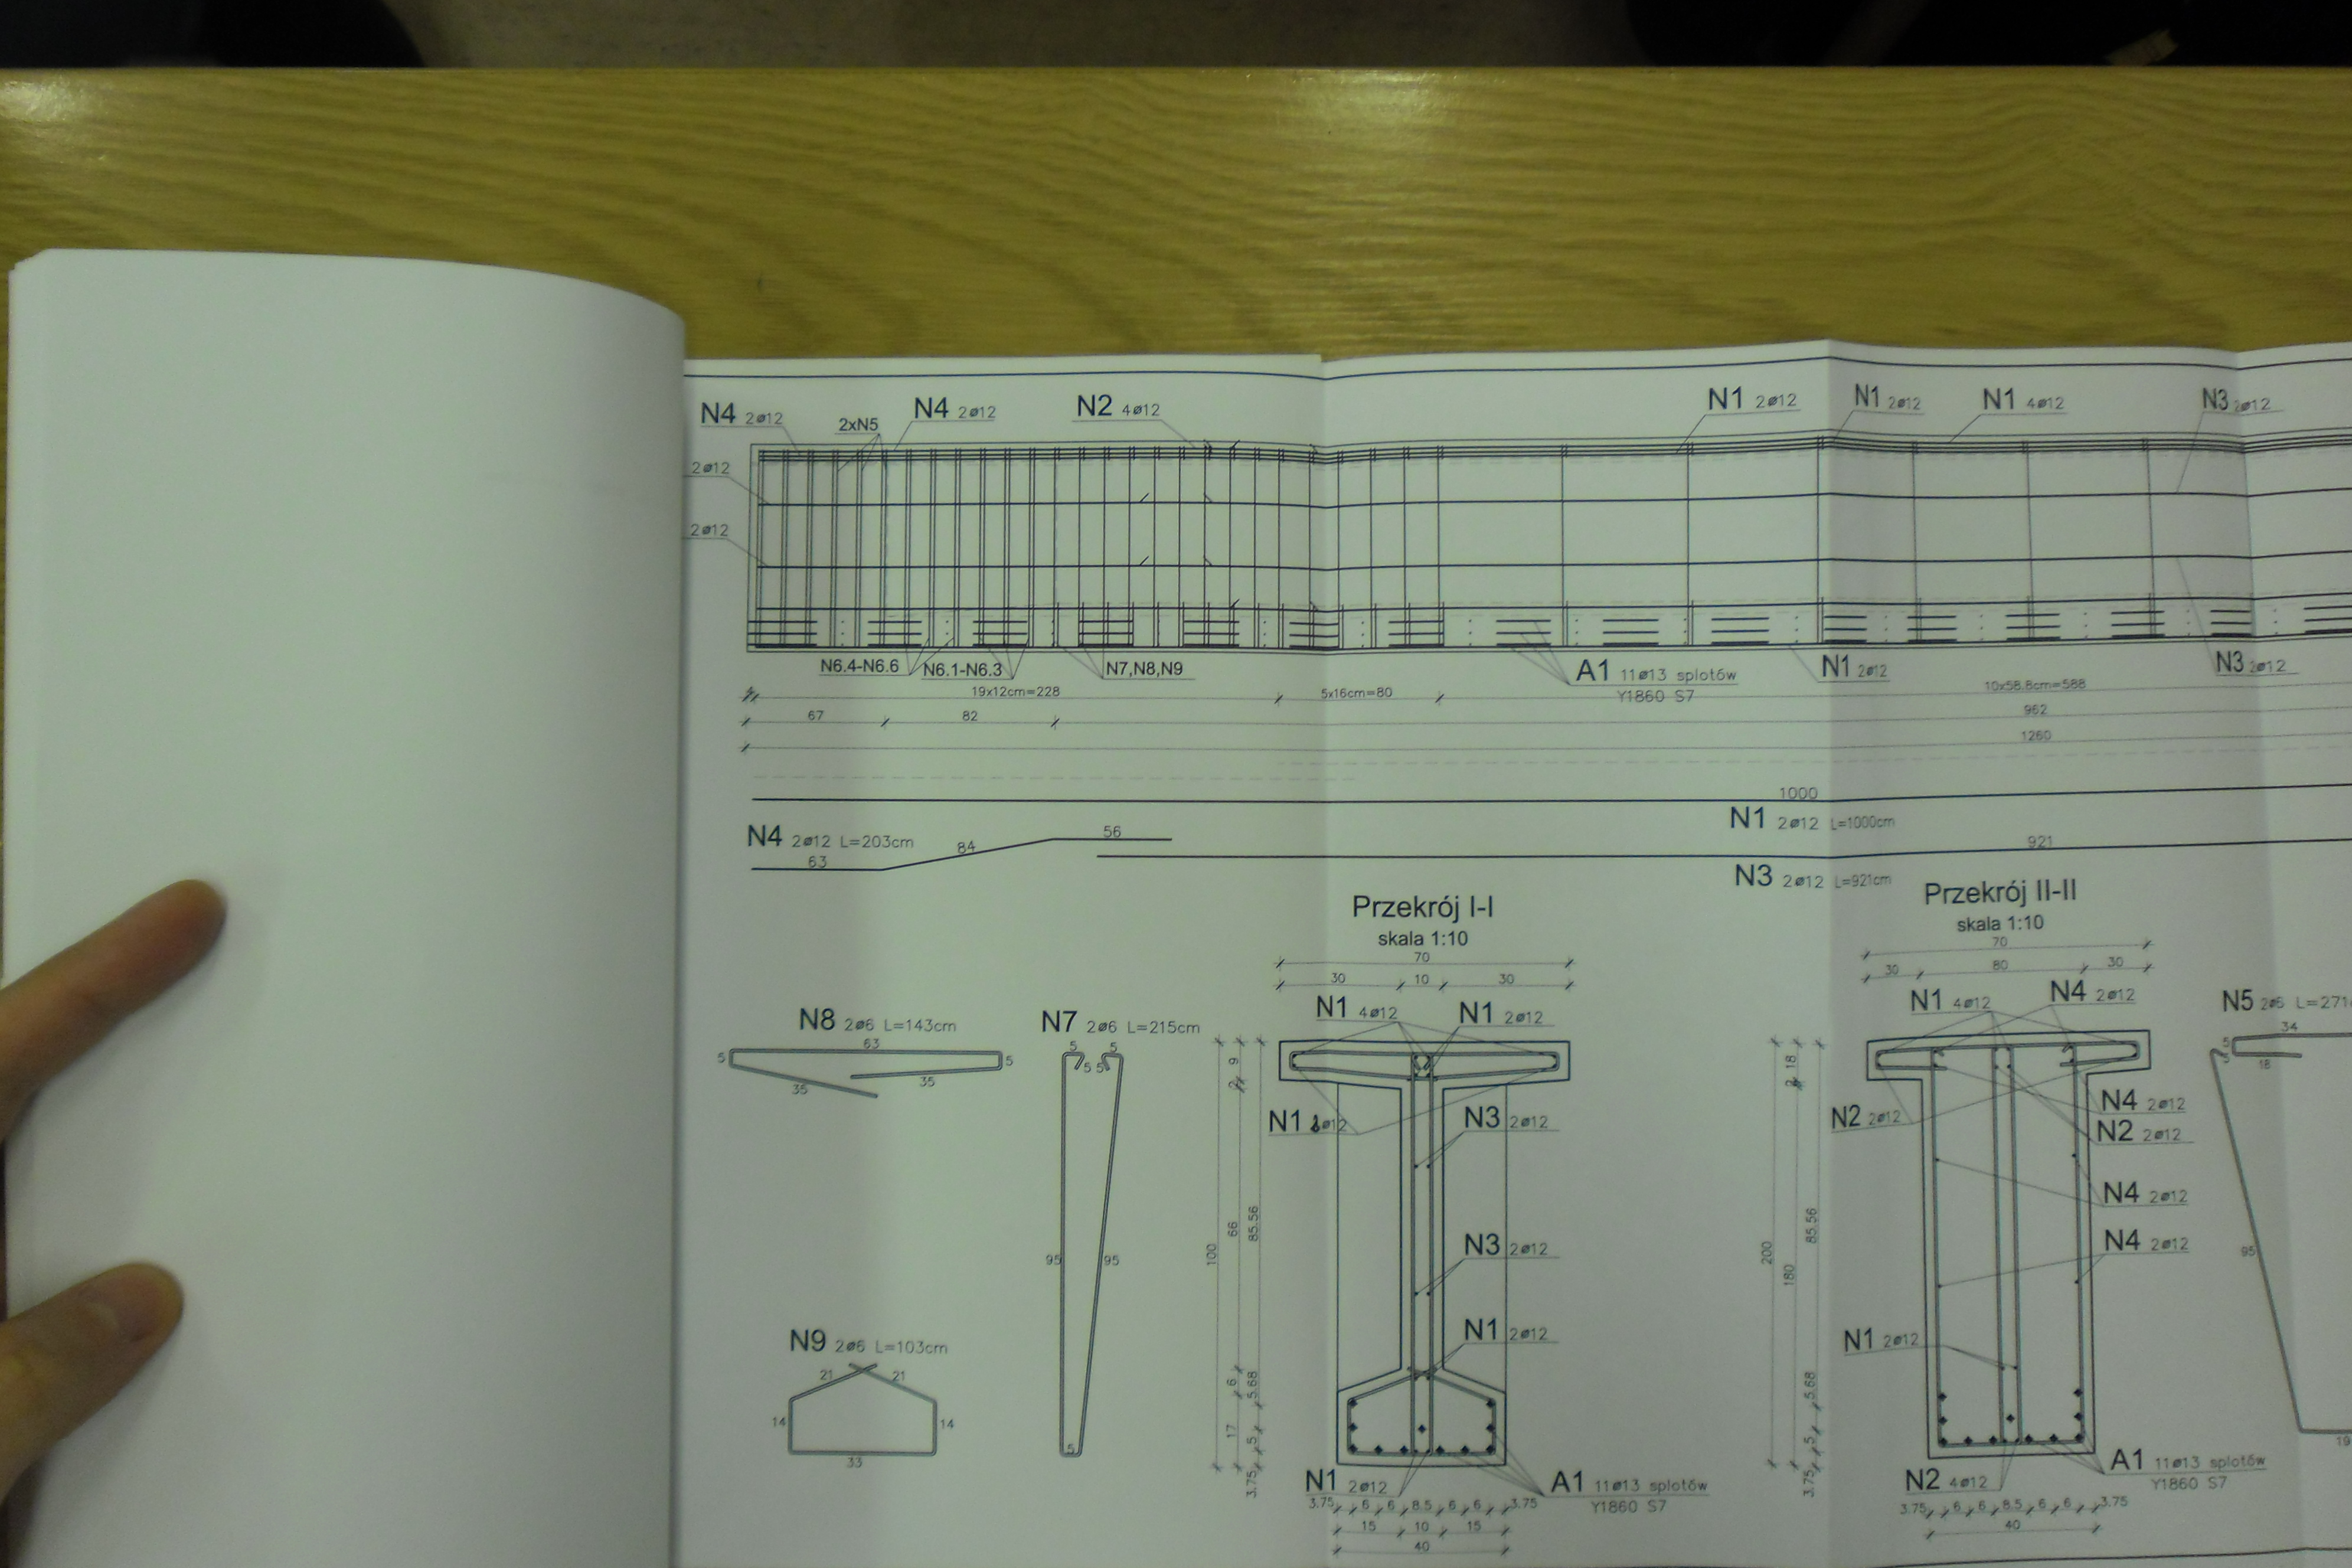 N4 2ø12
2xN5
N4 2ø12
N2 4ø12
N1 2ø12
N1 2ø12
N1 4ø12
N3 2ø12
2ø12
2ø12
N6.4-N6.6
N6.1-N6.3
N7,N8,N9
A1 11ø13 splotów
Y1860 S7
N1 2ø12
N3 2ø12
19x12cm=228
5x16cm=80
10x58.8cm=588
67
82
962
1260
1000
N1 2ø12 L=1000cm
N4 2ø12 L=203cm
63
84
56
921
N3 2ø12 L=921cm
Przekrój I-I
skala 1:10
70
30 10 30
N1 4ø12
N1 2ø12
N1 ø12
N3 2ø12
N3 2ø12
N1 2ø12
N1 2ø12
A1 11ø13 splotów
Y1860 S7
100
2 9
66
6
17
85.56
5.68
5
3.75
3.75 6 6 8.5 6 6 3.75
15 10 15
40
Przekrój II-II
skala 1:10
70
30 80 30
N1 4ø12
N4 2ø12
N2 2ø12
N4 2ø12
N2 2ø12
N4 2ø12
N4 2ø12
N1 2ø12
N2 4ø12
A1 11ø13 splotów
Y1860 S7
200
2 18
180
85.56
5.68
5
3.75
3.75 6 6 8.5 6 6 3.75
40
N8 2ø6 L=143cm
63
5
5
35
35
N7 2ø6 L=215cm
5 5
5 5
95
95
5
N9 2ø6 L=103cm
21
21
14
14
33
N5 2ø6 L=271
34
18
95
19